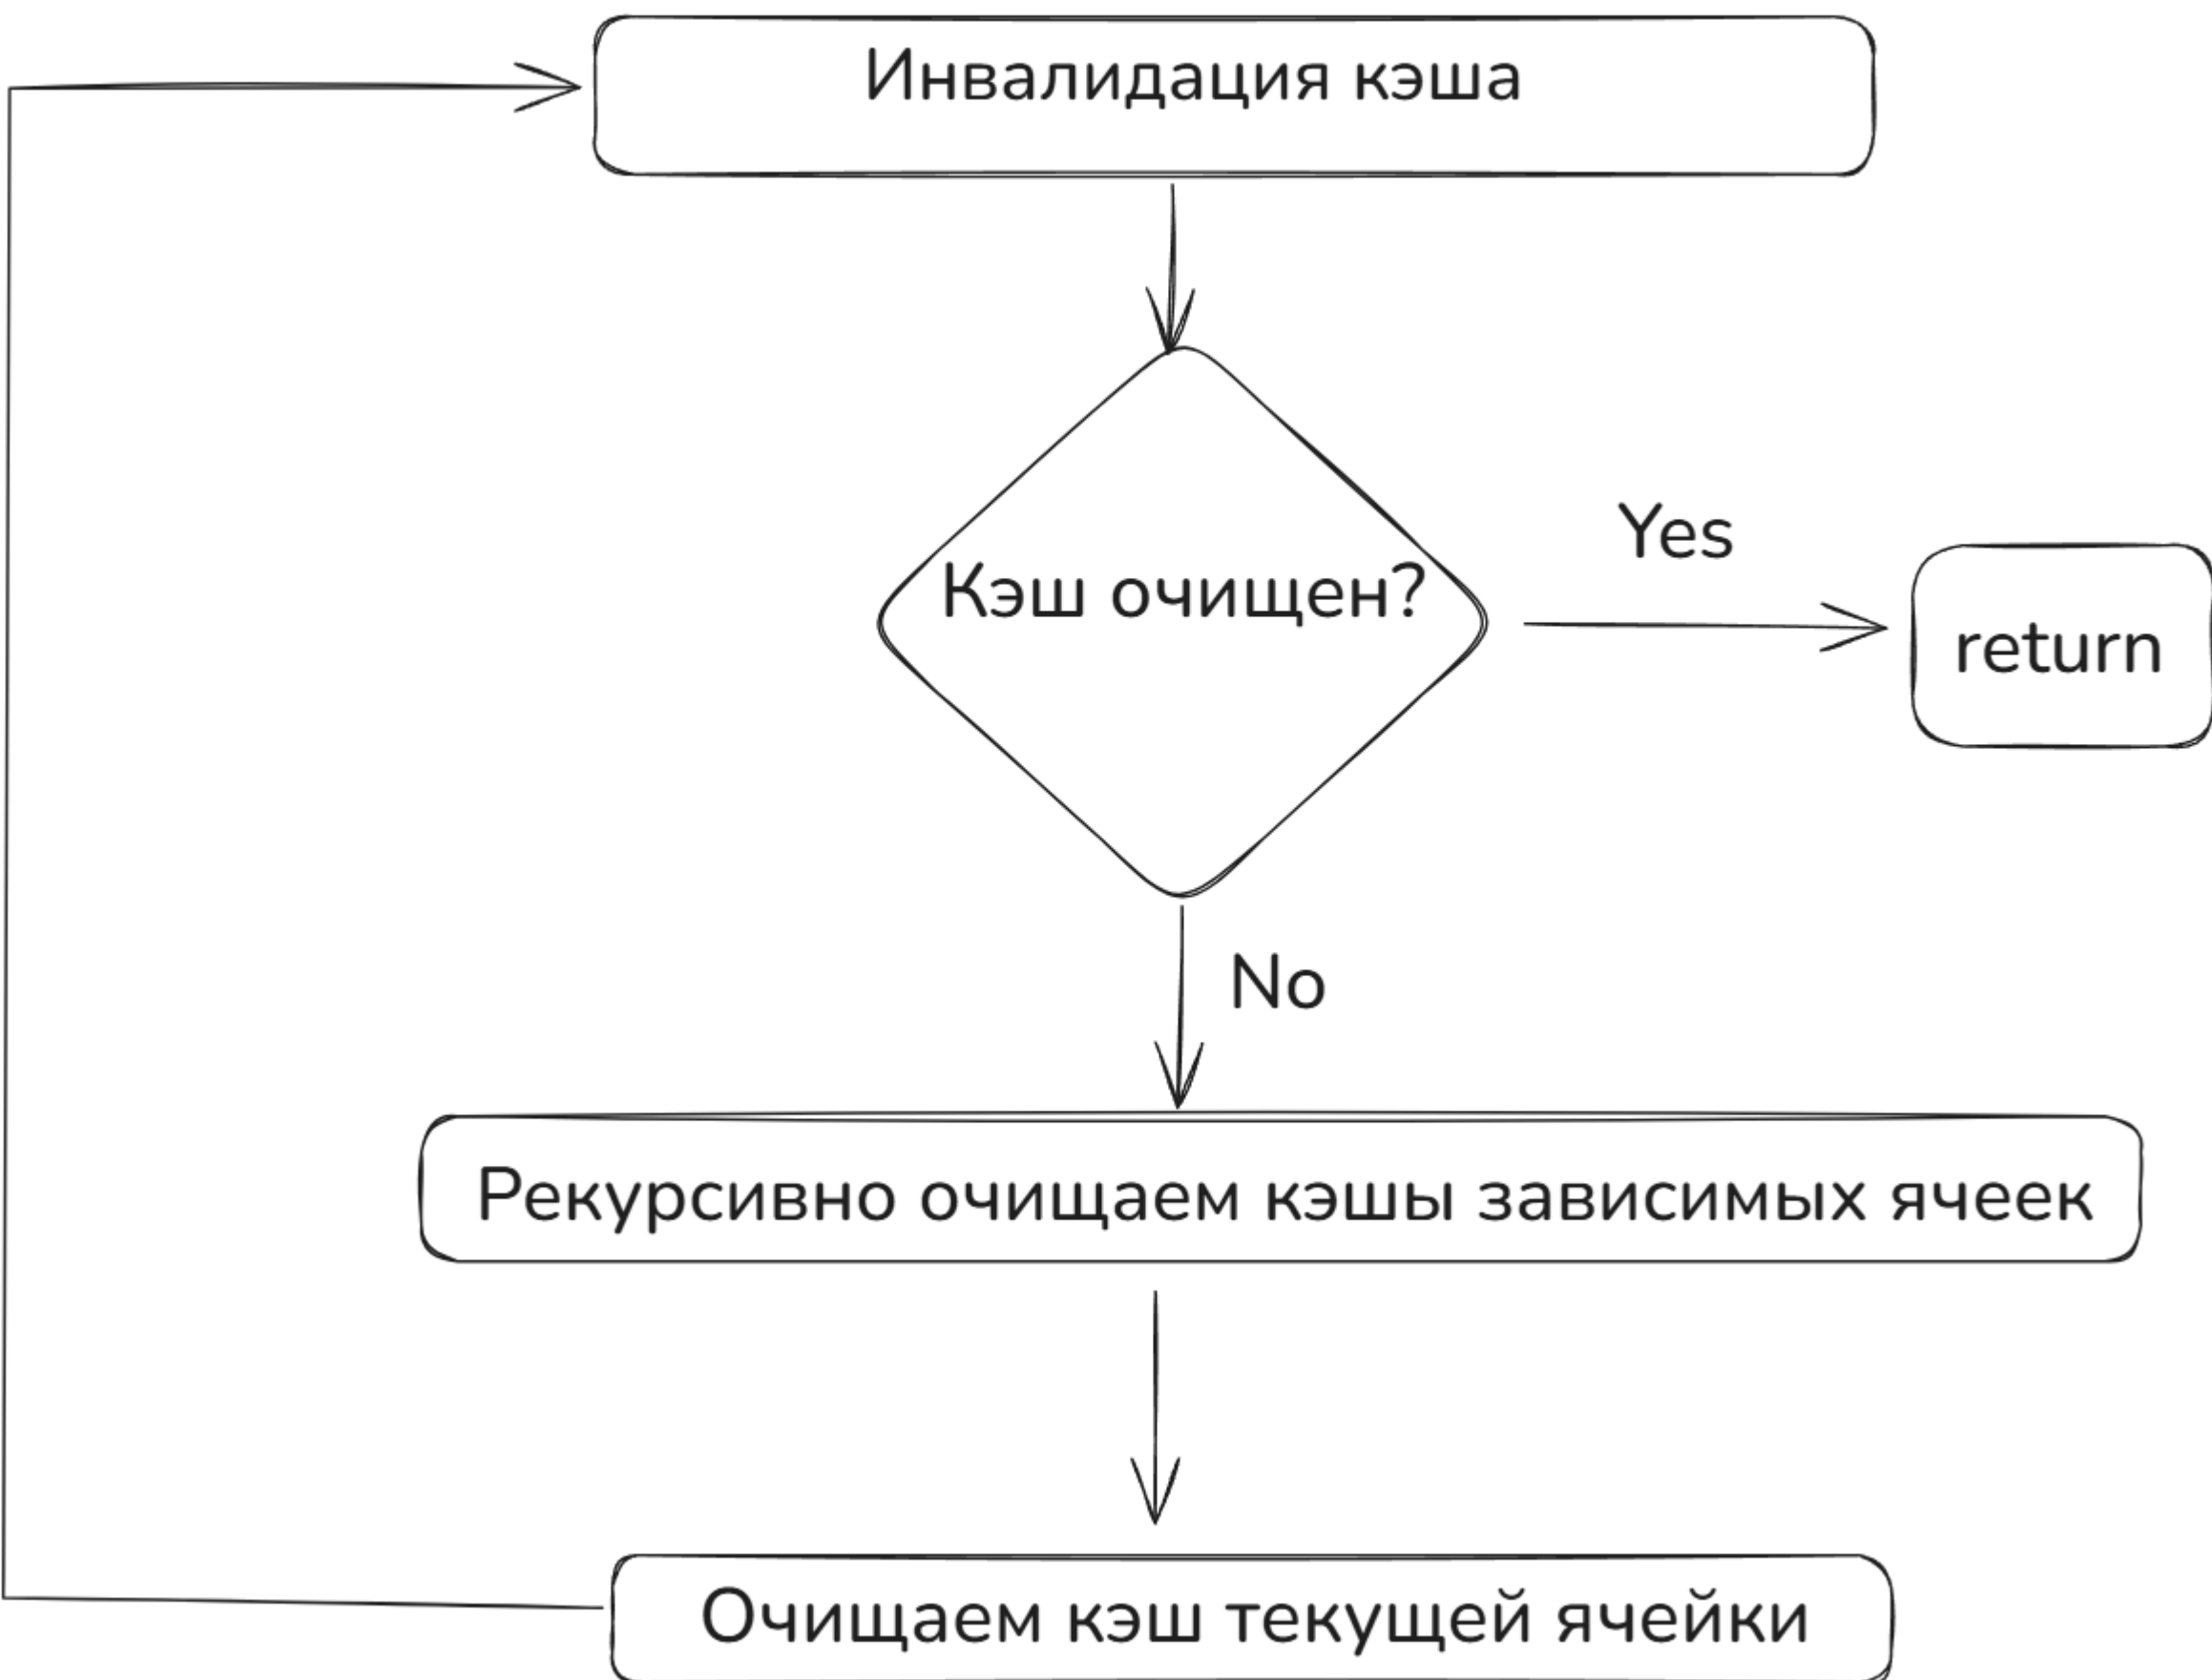 Инвалидация кэша
Кэш очищен?
Yes
return
No
Рекурсивно очищаем кэшы зависимых ячеек
Очищаем кэш текущей ячейки